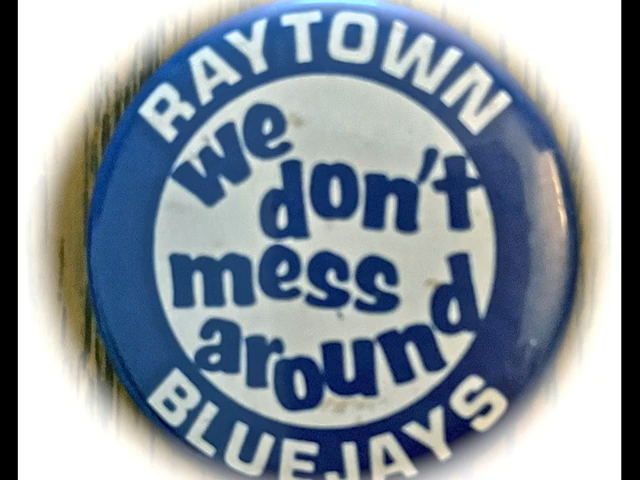 RAYTOWN
we
don't
mess
around
BLUEJAYS